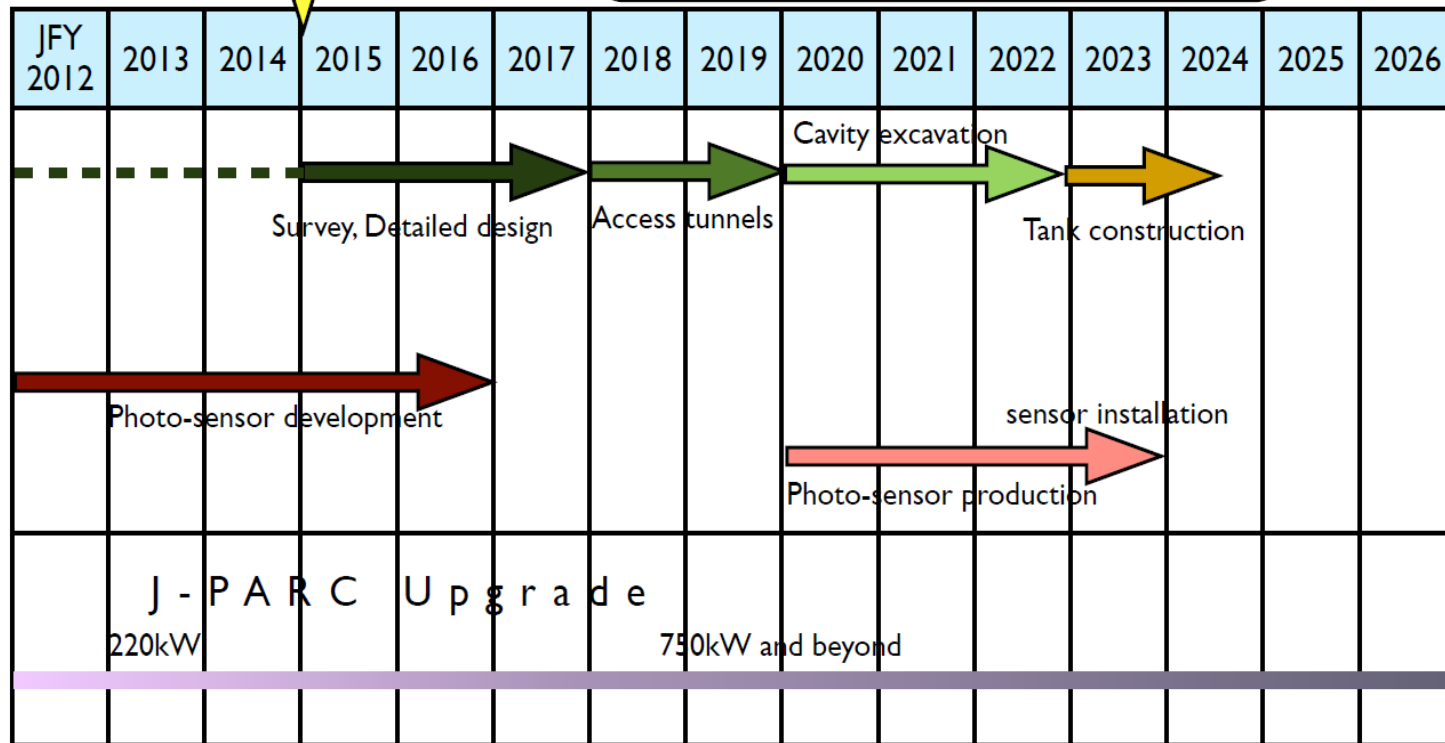 JFY
2012 2013 2014 2015 2016 2017 2018 2019 2020 2021 2022 2023 2024 2025 2026
Cavity excavation
Survey, Detailed design
Access tunnels
Tank construction
Photo-sensor development
sensor installation
Photo-sensor production
J-PARC Upgrade
220kW
750kW and beyond